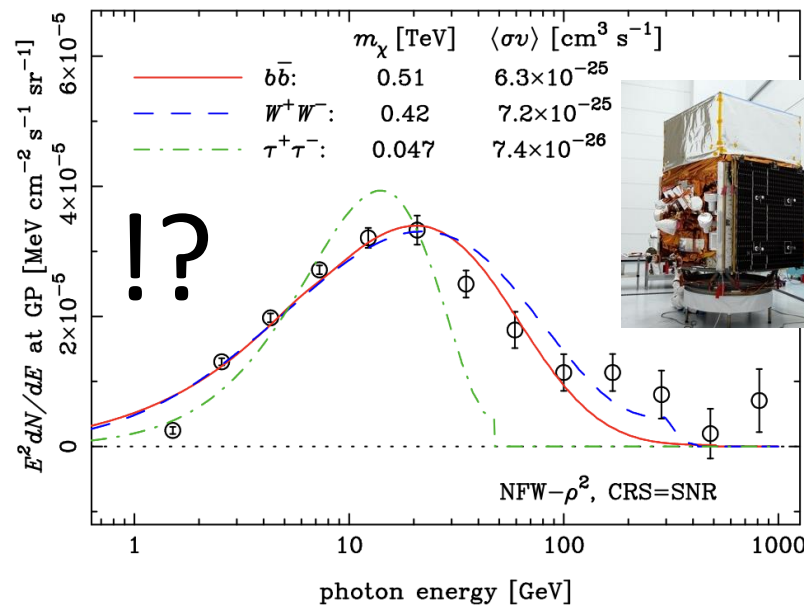 m_χ [TeV] ⟨σv⟩ [cm³ s⁻¹]
bb̄: 0.51 6.3×10⁻²⁵
W⁺W⁻: 0.42 7.2×10⁻²⁵
τ⁺τ⁻: 0.047 7.4×10⁻²⁶
!?
NFW−ρ², CRS=SNR
E²dN/dE at GP [MeV cm⁻² s⁻¹ sr⁻¹]
6×10⁻⁵
4×10⁻⁵
2×10⁻⁵
0
1 10 100 1000
photon energy [GeV]